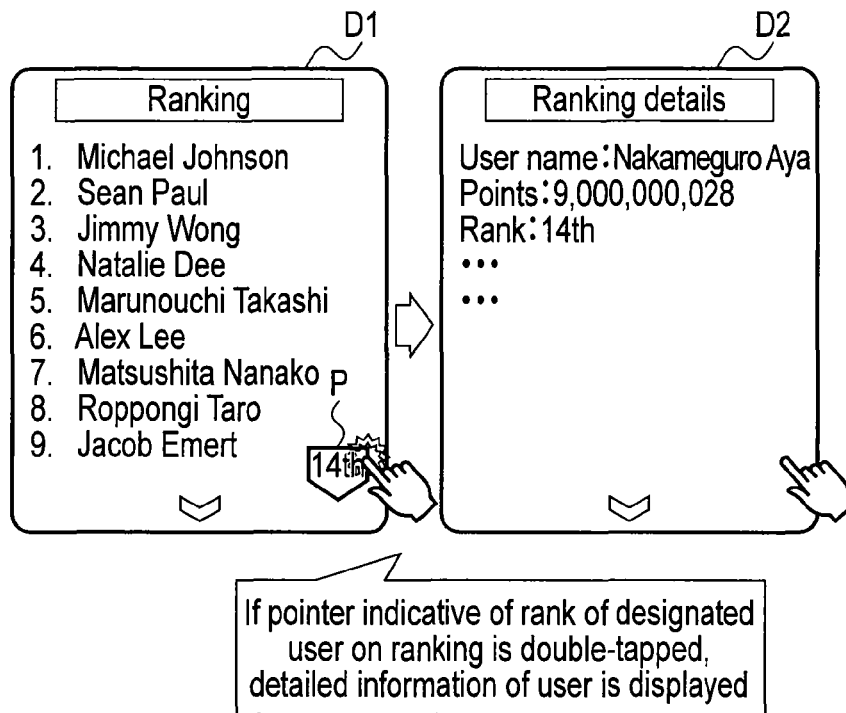 D1
Ranking
1. Michael Johnson
2. Sean Paul
3. Jimmy Wong
4. Natalie Dee
5. Marunouchi Takashi
6. Alex Lee
7. Matsushita Nanako
8. Roppongi Taro
9. Jacob Emert
P
14th
D2
Ranking details
User name:Nakameguro Aya
Points:9,000,000,028
Rank:14th
•••
•••
If pointer indicative of rank of designated
user on ranking is double-tapped,
detailed information of user is displayed